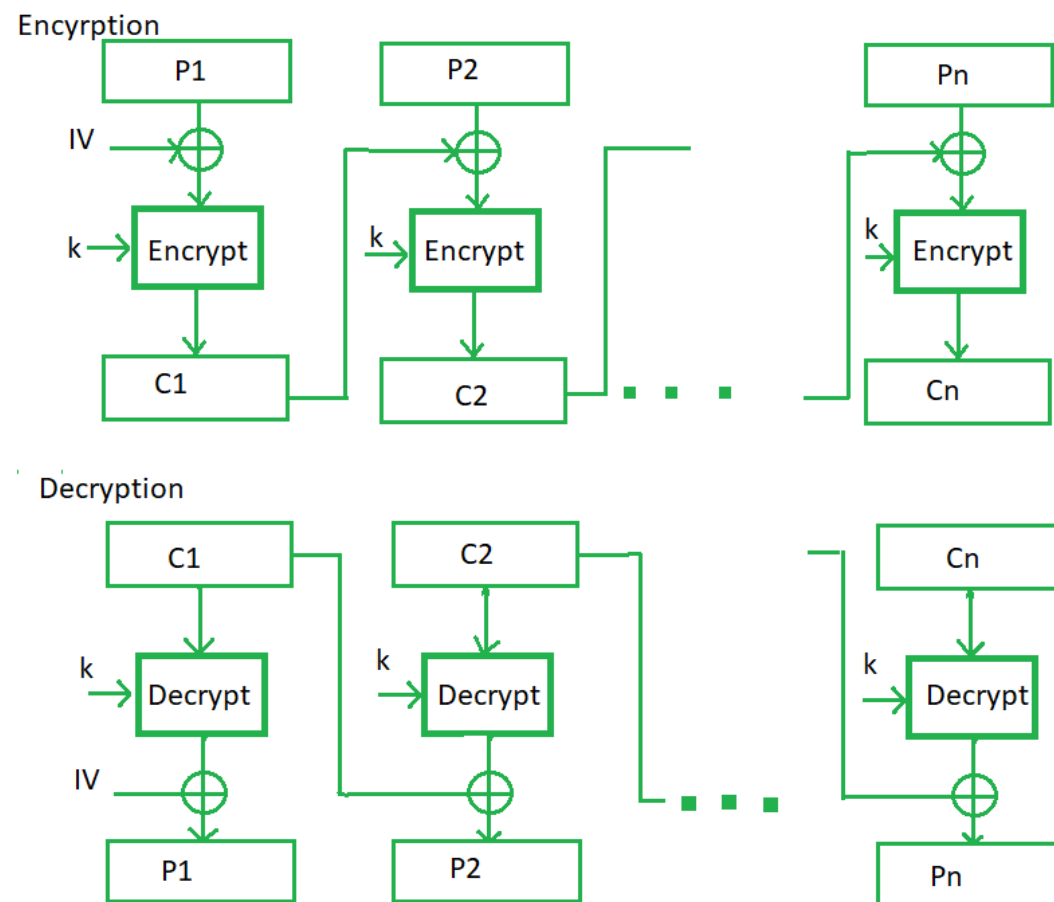 Encyrption
P1
P2
Pn
IV
k
Encrypt
k
Encrypt
k
Encrypt
C1
C2
Cn
Decryption
C1
C2
Cn
k
Decrypt
k
Decrypt
k
Decrypt
IV
P1
P2
Pn